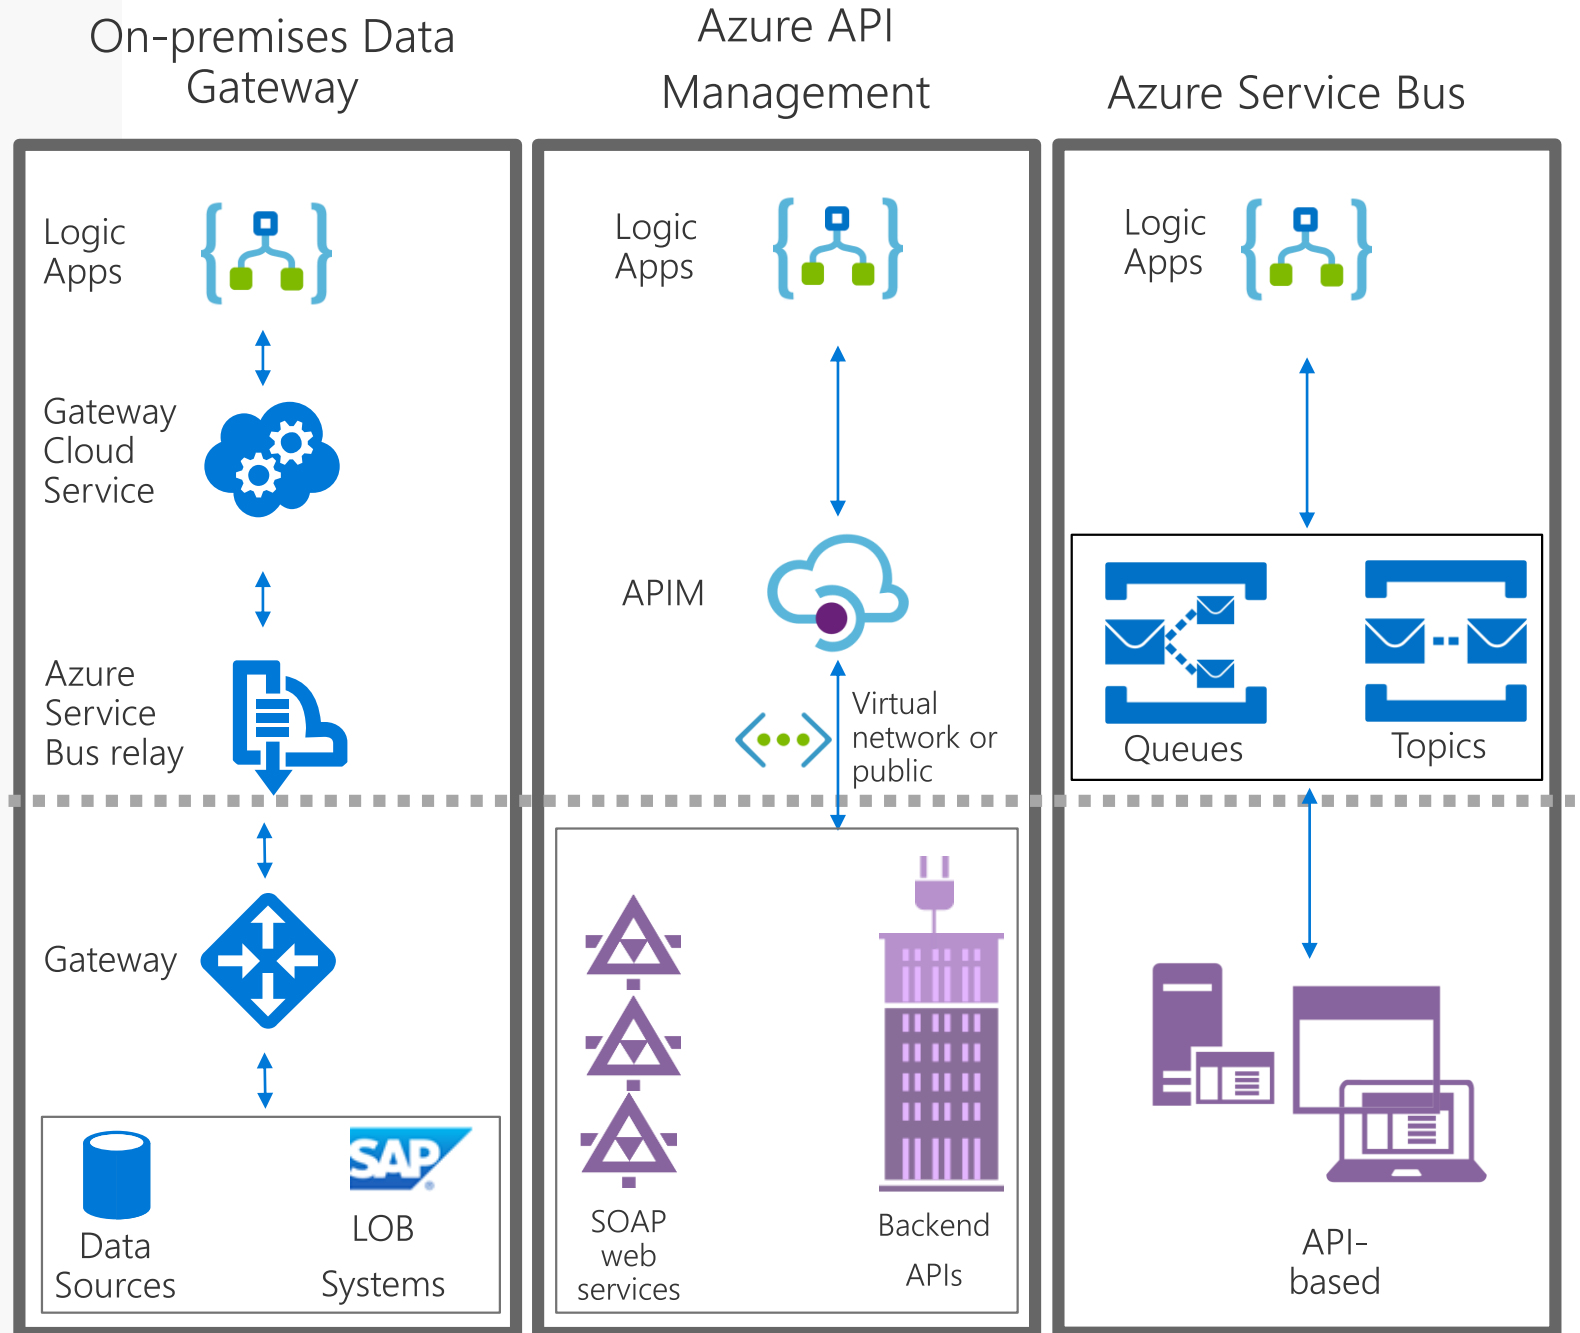 On-premises Data
Gateway
Azure API
Management
Azure Service Bus
Logic
Apps
Gateway
Cloud
Service
Azure
Service
Bus relay
Gateway
SAP
®
Data
Sources
LOB
Systems
Logic
Apps
APIM
Virtual
network or
public
SOAP
web
services
Backend
APIs
Logic
Apps
Queues
Topics
API-
based